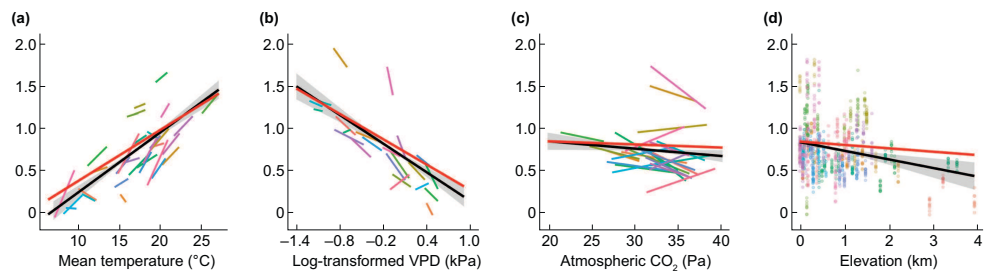 (a) (b) (c) (d)
2.0 2.0 2.0 2.0
1.5 1.5 1.5 1.5
1.0 1.0 1.0 1.0
0.5 0.5 0.5 0.5
0 0 0 0
10 15 20 25 –1.4 –0.8 –0.2 0.4 1.0 20 25 30 35 40 0 1 2 3 4
Mean temperature (°C) Log-transformed VPD (kPa) Atmospheric CO₂ (Pa) Elevation (km)